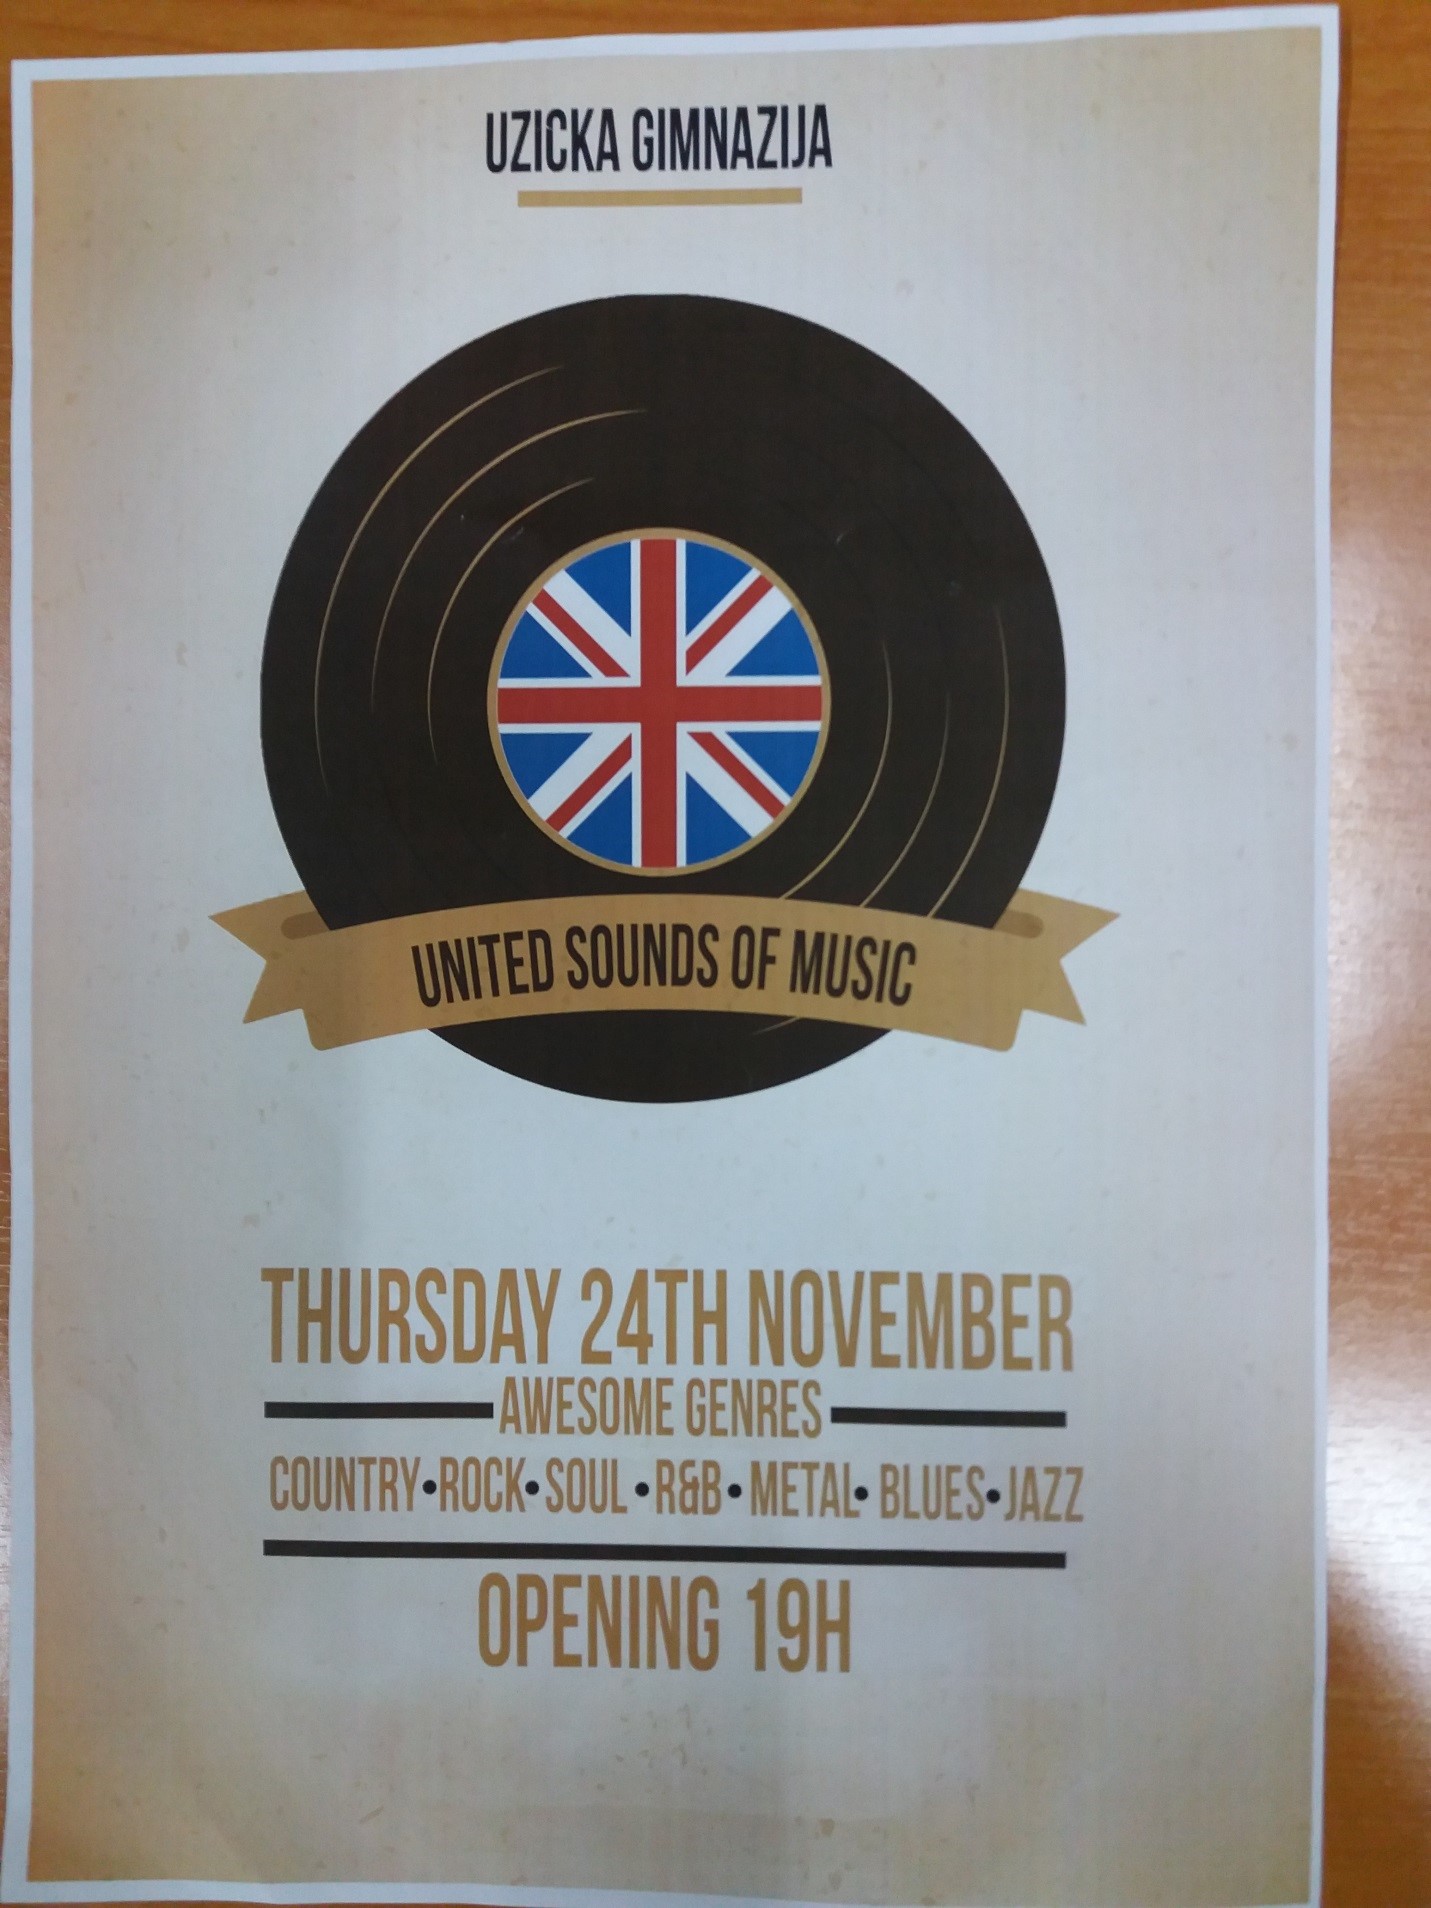 UZICKA GIMNAZIJA
UNITED SOUNDS OF MUSIC
THURSDAY 24TH NOVEMBER
AWESOME GENRES
COUNTRY•ROCK•SOUL•R&B•METAL•BLUES•JAZZ
OPENING 19H